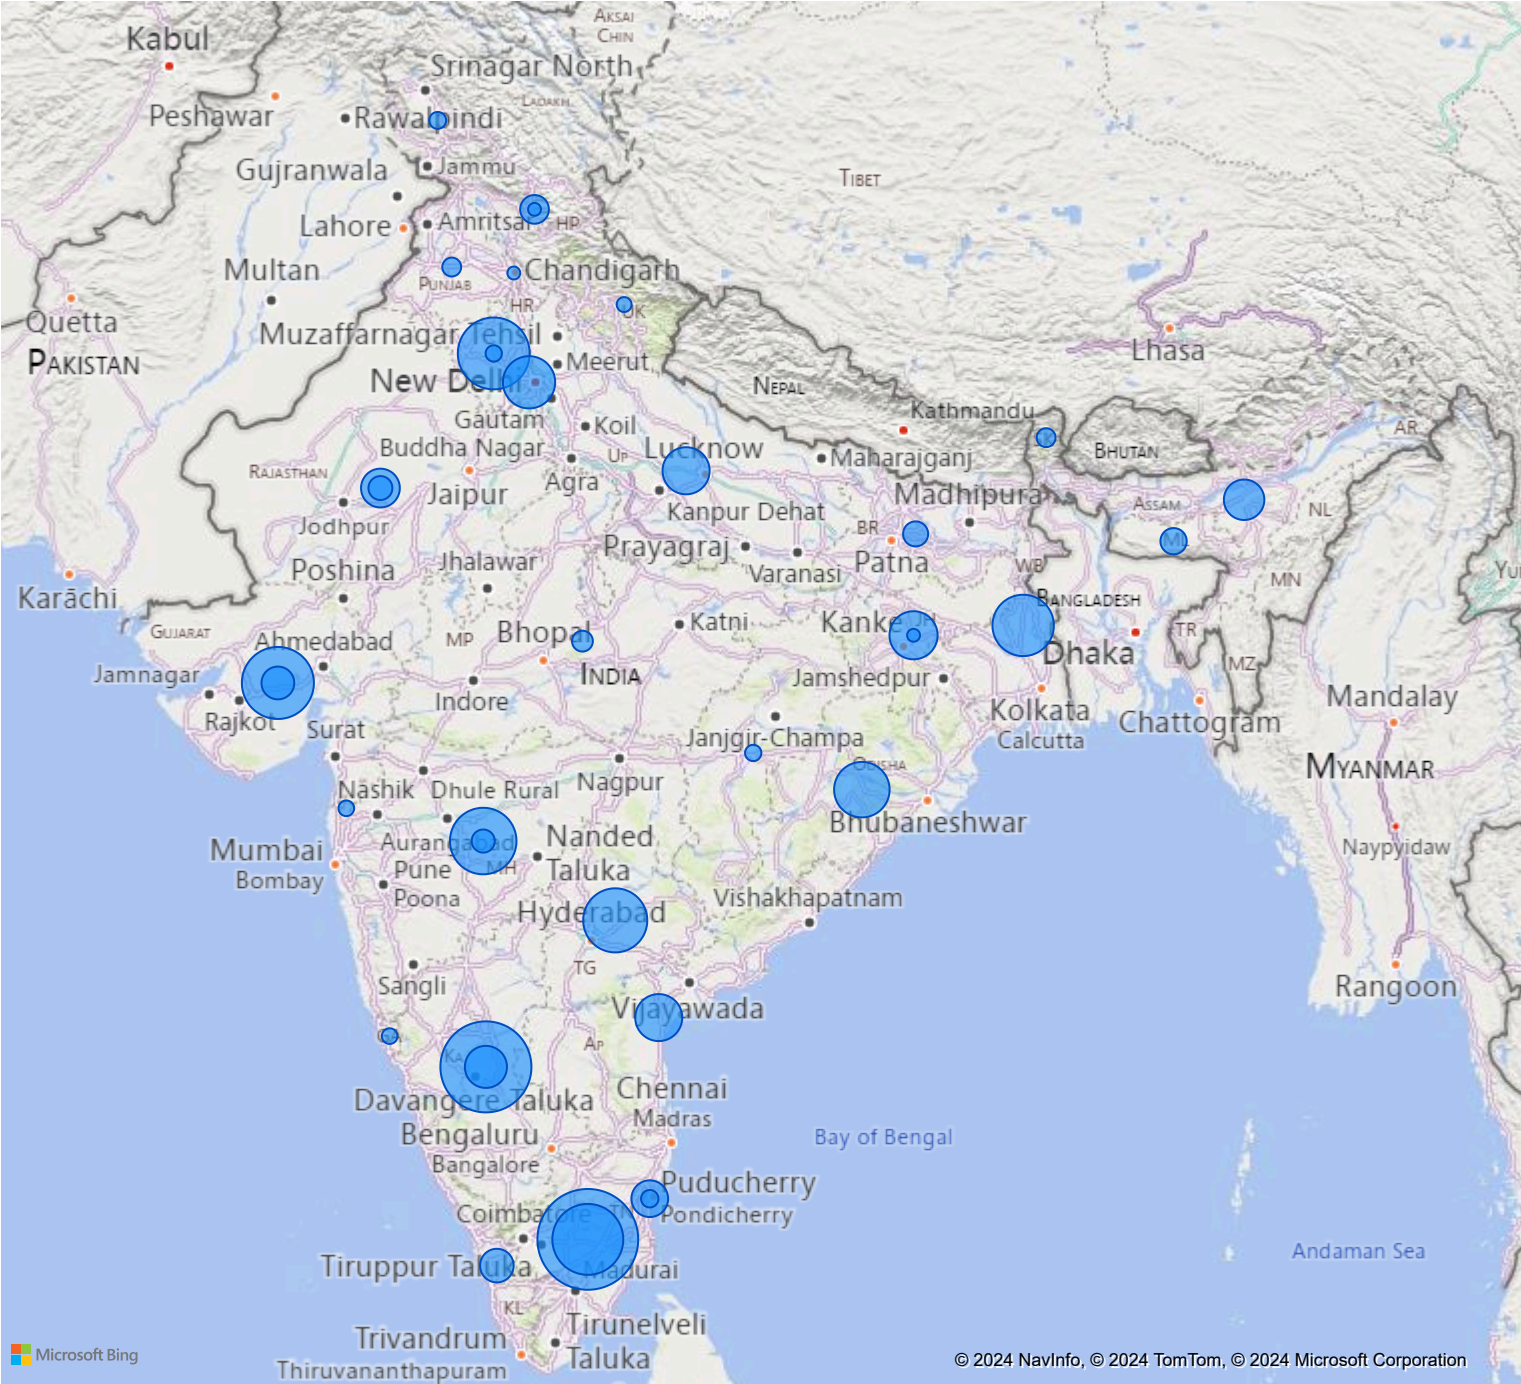 AKSAI
CHIN
Kabul
Srinagar North
LADAKH
Peshawar
Rawalpindi
Gujranwala
Jammu
TIBET
Lahore
Amritsar
HP
Multan
Chandigarh
PUNJAB
HR
UK
Quetta
Muzaffarnagar Tehsil
PAKISTAN
Meerut
New Delhi
Lhasa
NEPAL
Kathmandu
Gautam
Buddha Nagar
Koil
UP
Lucknow
Maharajganj
BHUTAN
AR
RAJASTHAN
Agra
Jaipur
Madhipura
ASSAM
NL
Jodhpur
Kanpur Dehat
BR
Patna
ML
Prayagraj
Varanasi
WB
Jhalawar
Poshina
MN
Yu
Karāchi
BANGLADESH
GUJARAT
Ahmedabad
MP
Bhopal
Katni
Kanke
JH
TR
Dhaka
MZ
INDIA
Jamnagar
Indore
Jamshedpur
Mandalay
Rajkot
Surat
Kolkata
Calcutta
Chattogram
Janjgir-Champa
MYANMAR
Nagpur
ODISHA
Nashik
Dhule Rural
Bhubaneshwar
Aurangabad
Nanded
Taluka
Naypyidaw
Mumbai
Bombay
MH
Pune
Poona
Vishakhapatnam
Hyderabad
TG
Sangli
Rangoon
Vijayawada
GA
AP
KA
Davangere Taluka
Chennai
Madras
Bengaluru
Bangalore
Bay of Bengal
Puducherry
Pondicherry
Coimbatore
TN
Tiruppur Taluka
Madurai
Andaman Sea
KL
Trivandrum
Thiruvananthapuram
Tirunelveli
Taluka
Microsoft Bing
© 2024 NavInfo, © 2024 TomTom, © 2024 Microsoft Corporation